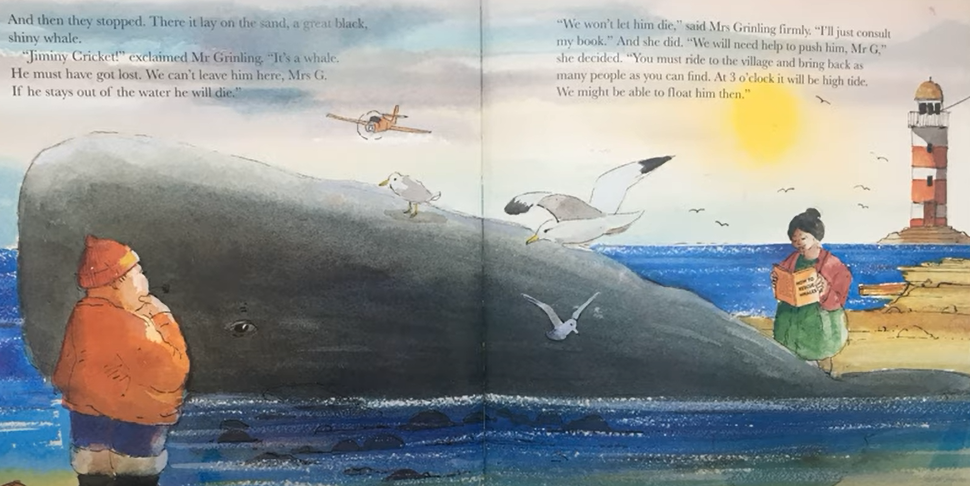 And then they stopped. There it lay on the sand, a great black,
shiny whale.
“Jiminy Cricket!” exclaimed Mr Grinling. “It’s a whale.
He must have got lost. We can’t leave him here, Mrs G.
If he stays out of the water he will die.”
“We won’t let him die,” said Mrs Grinling firmly. “I’ll just consult
my book.” And she did. “We will need help to push him, Mr G,”
she decided. “You must ride to the village and bring back as
many people as you can find. At 3 o’clock it will be high tide.
We might be able to float him then.”
HOW TO
RESCUE
WHALES